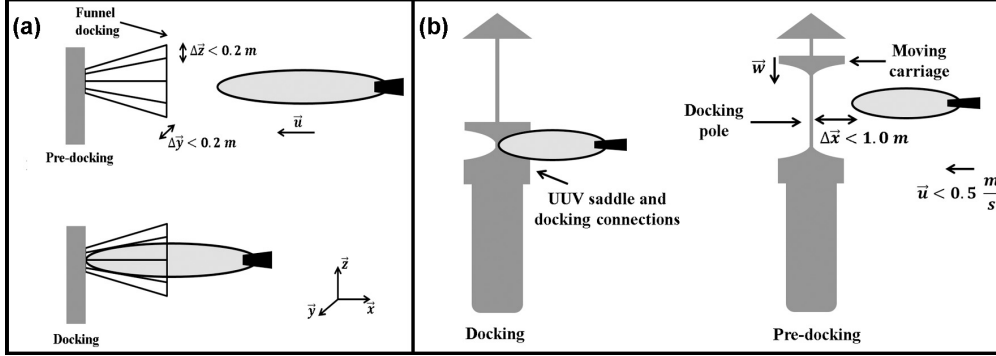 (a)
Funnel
docking
Δz⃗ < 0.2 m
Δy⃗ < 0.2 m
u⃗
Pre-docking
z⃗
y⃗
x⃗
Docking
(b)
w⃗
Moving
carriage
Docking
pole
Δx⃗ < 1.0 m
UUV saddle and
docking connections
u⃗ < 0.5 m/s
Docking
Pre-docking